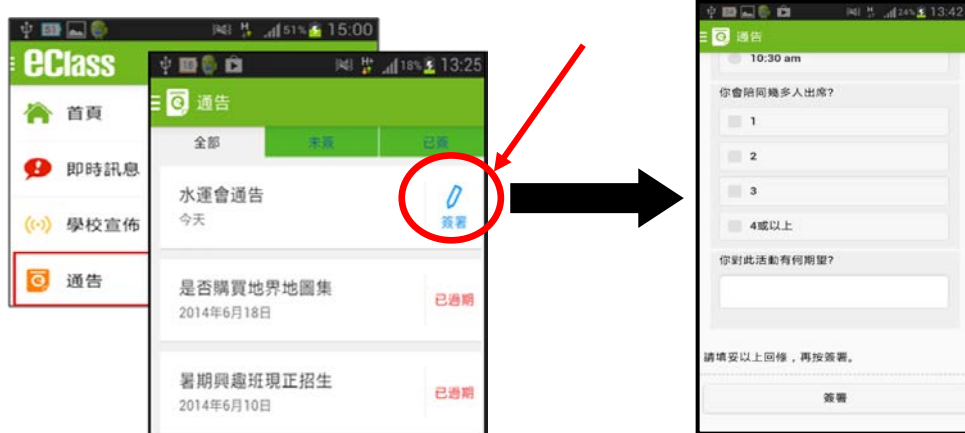 51% 15:00
eClass
首頁
即時訊息
學校宣佈
通告
18% 13:25
通告
全部
未簽
已簽
水運會通告
今天
簽署
是否購買地界地圖集
2014年6月18日
已過期
暑期興趣班現正招生
2014年6月10日
已過期
24% 13:42
通告
10:30 am
你會陪同幾多人出席?
1
2
3
4或以上
你對此活動有何期望?
請填妥以上回條，再按簽署。
簽署